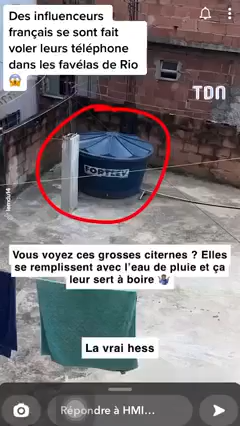 Des influenceurs
français se sont fait
voler leurs téléphone
dans les favélas de Rio
😱
TDN
FORTLEV
Vous voyez ces grosses citernes ? Elles
se remplissent avec l'eau de pluie et ça
leur sert à boire 🤷🏽‍♂️
La vrai hess
Répondre à HMI...